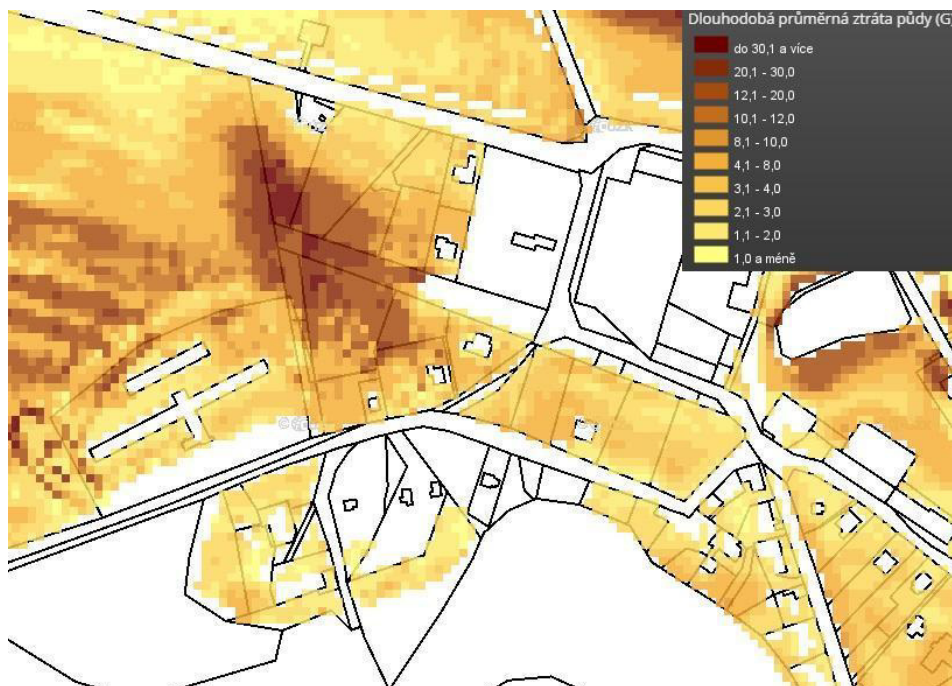 Dlouhodobá průměrná ztráta půdy (G
do 30,1 a více
20,1 - 30,0
12,1 - 20,0
10,1 - 12,0
8,1 - 10,0
4,1 - 8,0
3,1 - 4,0
2,1 - 3,0
1,1 - 2,0
1,0 a méně